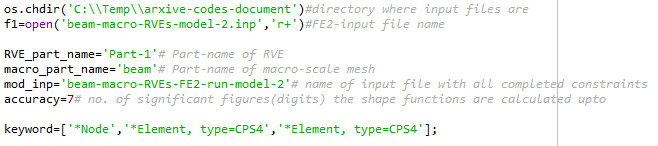 os.chdir('C:\\Temp\\arxive-codes-document')#directory where input files are
f1=open('beam-macro-RVEs-model-2.inp','r+')#FE2-input file name
RVE_part_name='Part-1'# Part-name of RVE
macro_part_name='beam'# Part-name of macro-scale mesh
mod_inp='beam-macro-RVEs-FE2-run-model-2'# name of input file with all completed constraints
accuracy=7# no. of significant figures(digits) the shape functions are calculated upto
keyword=['*Node','*Element, type=CPS4','*Element, type=CPS4'];